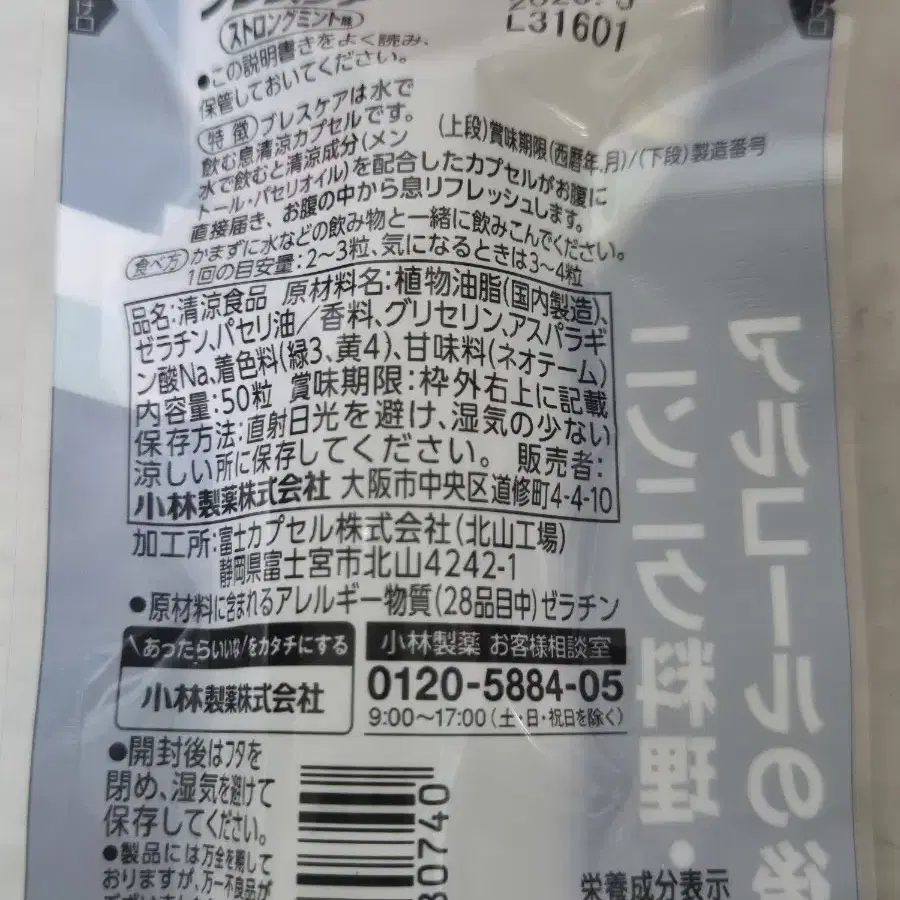 (ストロングミント味)
L31601
●この説明書きをよく読み、
保管しておいてください。
(特徴)ブレスケアは水で
飲む息清涼カプセルです。
水で飲むと清涼成分(メン
トール・パセリオイル)を配合したカプセルがお腹に
直接届き、お腹の中から息リフレッシュします。
(上段)賞味期限(西暦年.月)/(下段)製造番号
(食べ方)かまずに水などの飲み物と一緒に飲みこんでください。
1回の目安量:2~3粒、気になるときは3~4粒
品名:清涼食品 原材料名:植物油脂(国内製造)、
ゼラチン、パセリ油/香料、グリセリン、アスパラギ
ン酸Na、着色料(緑3、黄4)、甘味料(ネオテーム)
内容量:50粒 賞味期限:枠外右上に記載
保存方法:直射日光を避け、湿気の少ない
涼しい所に保存してください。 販売者:
小林製薬株式会社 大阪市中央区道修町4-4-10
加工所:富士カプセル株式会社(北山工場)
静岡県富士宮市北山4242-1
●原材料に含まれるアレルギー物質(28品目中)ゼラチン
\あったらいいな/をカタチにする
小林製薬株式会社
小林製薬 お客様相談室
0120-5884-05
9:00~17:00(土・日・祝日を除く)
●開封後はフタを
閉め、湿気を避けて
保存してください。
●製品には万全を期して
おりますが、万一不良品が
80740
栄養成分表示
アルコールの後
ニンニク料理・